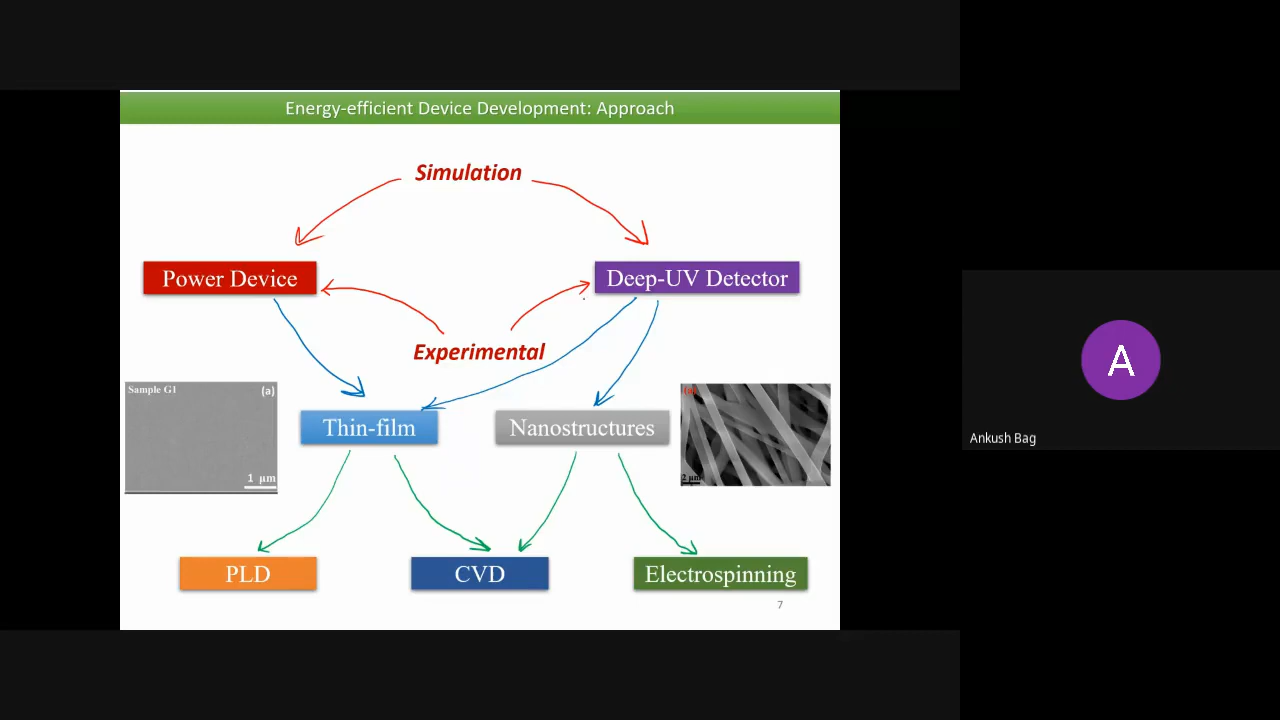 Energy-efficient Device Development: Approach
Simulation
Power Device
Deep-UV Detector
Experimental
Sample G1
(a)
1 μm
Thin-film
Nanostructures
(a)
2 μm
PLD
CVD
Electrospinning
7
A
Ankush Bag